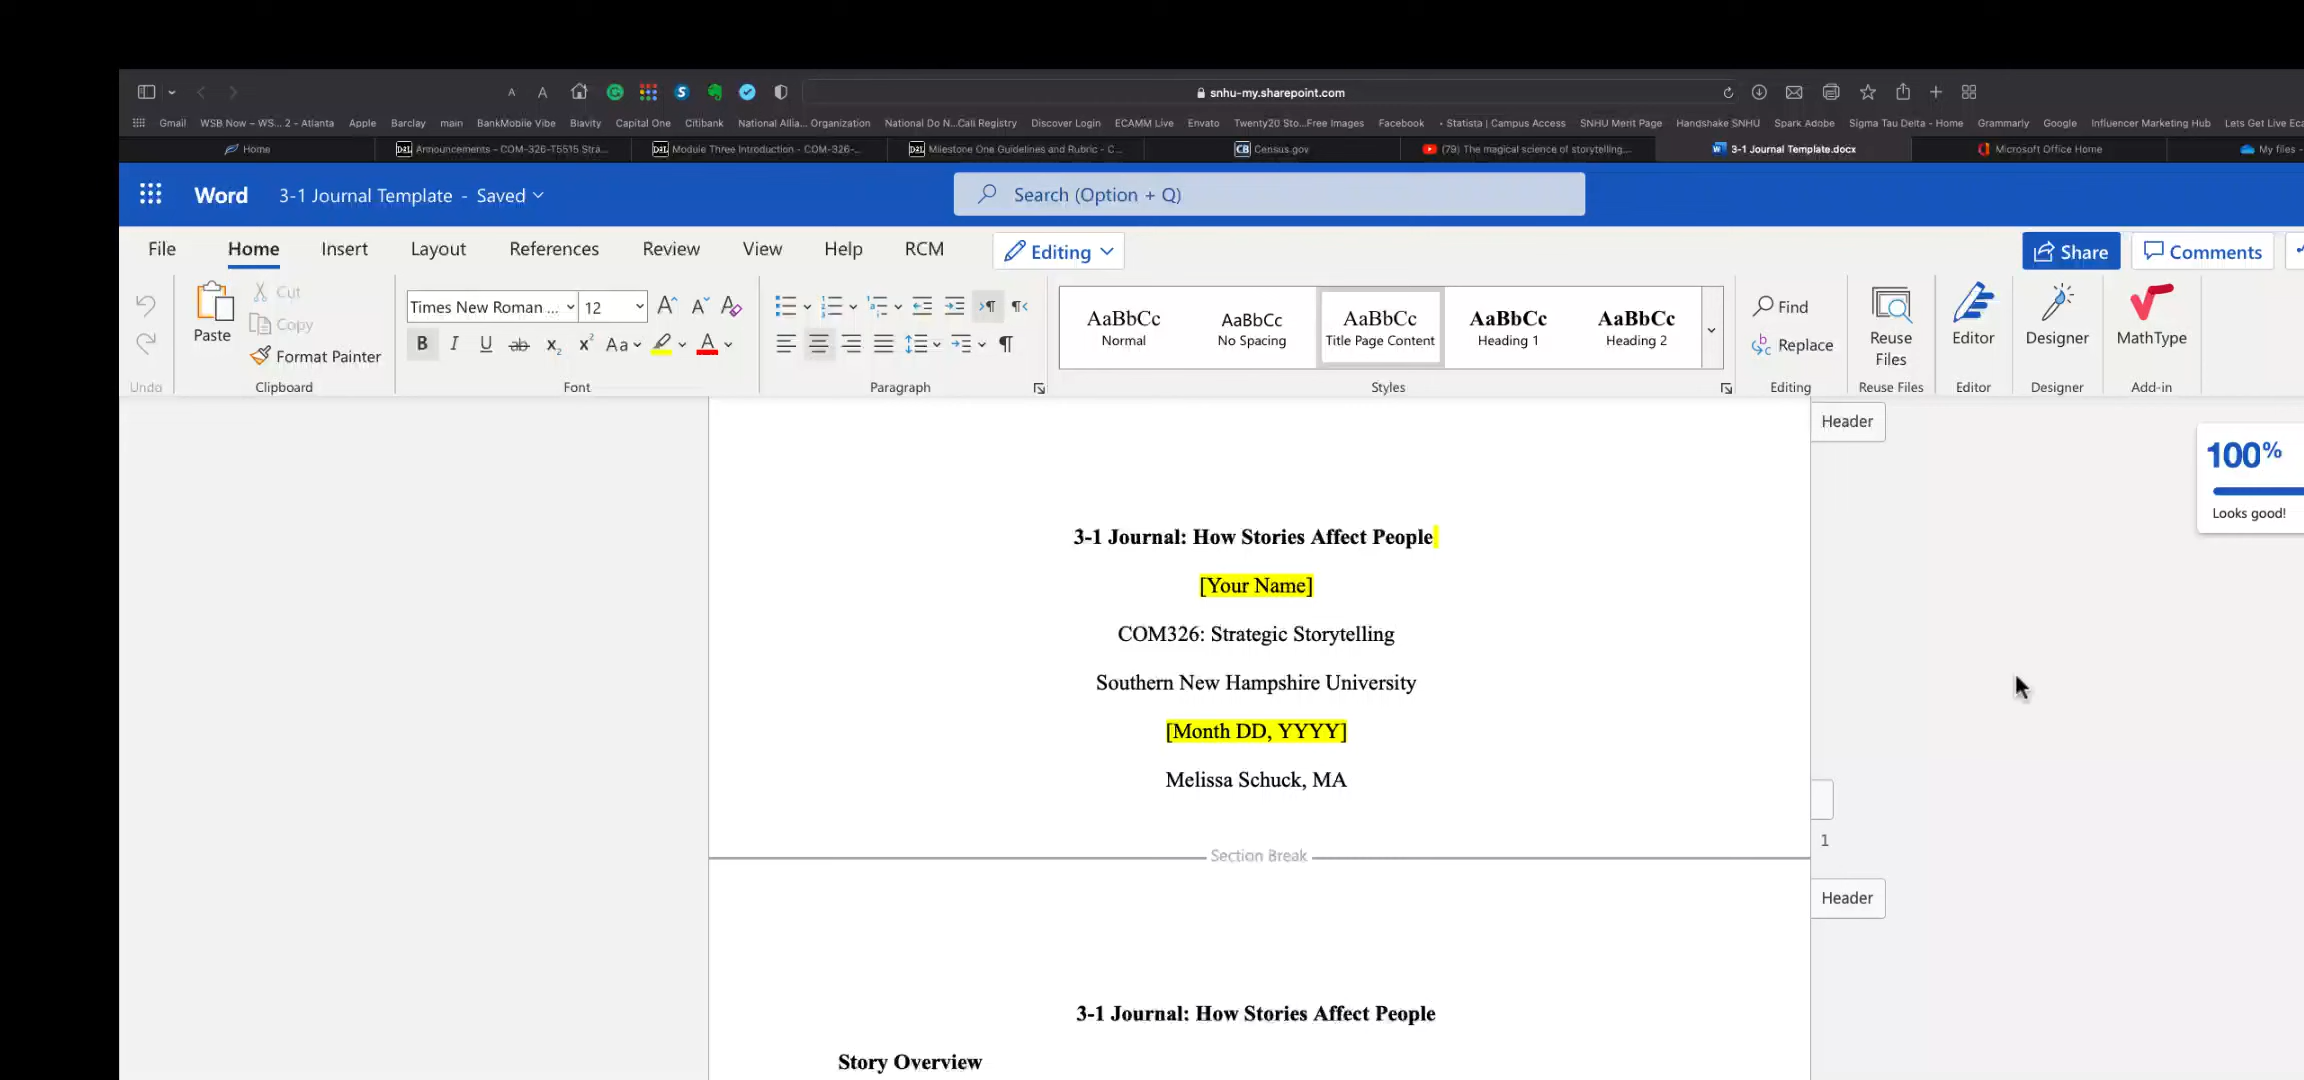 A A snhu-my.sharepoint.com
Gmail WSB Now – WS... 2 - Atlanta Apple Barclay main BankMobile Vibe Blavity Capital One Citibank National Allia... Organization National Do N...Call Registry Discover Login ECAMM Live Envato Twenty20 Sto...Free Images Facebook • Statista | Campus Access SNHU Merit Page Handshake SNHU Spark Adobe Sigma Tau Delta - Home Grammarly Google Influencer Marketing Hub Lets Get Live Eca
Home D2L Announcements - COM-326-T5515 Stra... D2L Module Three Introduction - COM-326-... D2L Milestone One Guidelines and Rubric - C... CB Census.gov (79) The magical science of storytelling... 3-1 Journal Template.docx Microsoft Office Home My files -
Word 3-1 Journal Template - Saved Search (Option + Q)
File Home Insert Layout References Review View Help RCM Editing Share Comments
Paste Cut Copy Format Painter
Times New Roman ... 12
AaBbCc AaBbCc AaBbCc AaBbCc AaBbCc
Normal No Spacing Title Page Content Heading 1 Heading 2
Find Replace
Reuse Files Editor Designer MathType
Undo Clipboard Font Paragraph Styles Editing Reuse Files Editor Designer Add-in
Header
100%
Looks good!
3-1 Journal: How Stories Affect People
[Your Name]
COM326: Strategic Storytelling
Southern New Hampshire University
[Month DD, YYYY]
Melissa Schuck, MA
1
Section Break
Header
3-1 Journal: How Stories Affect People
Story Overview